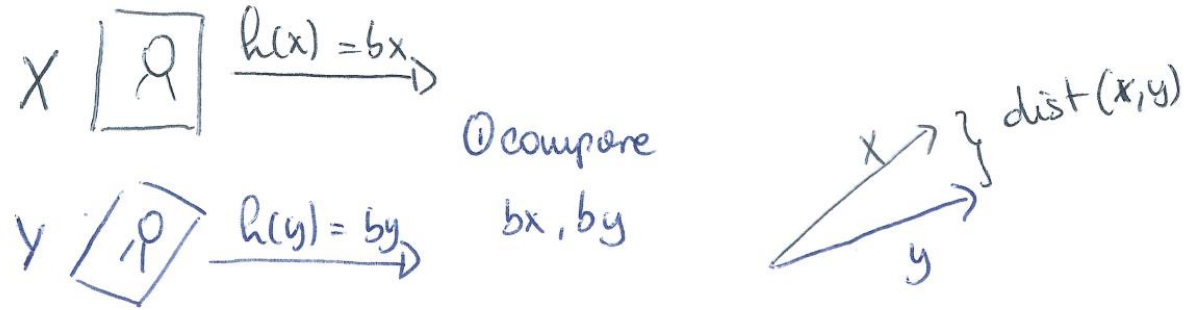 X
h(x) = bx
① compare
bx, by
Y
h(y) = by
x
y
} dist(x,y)